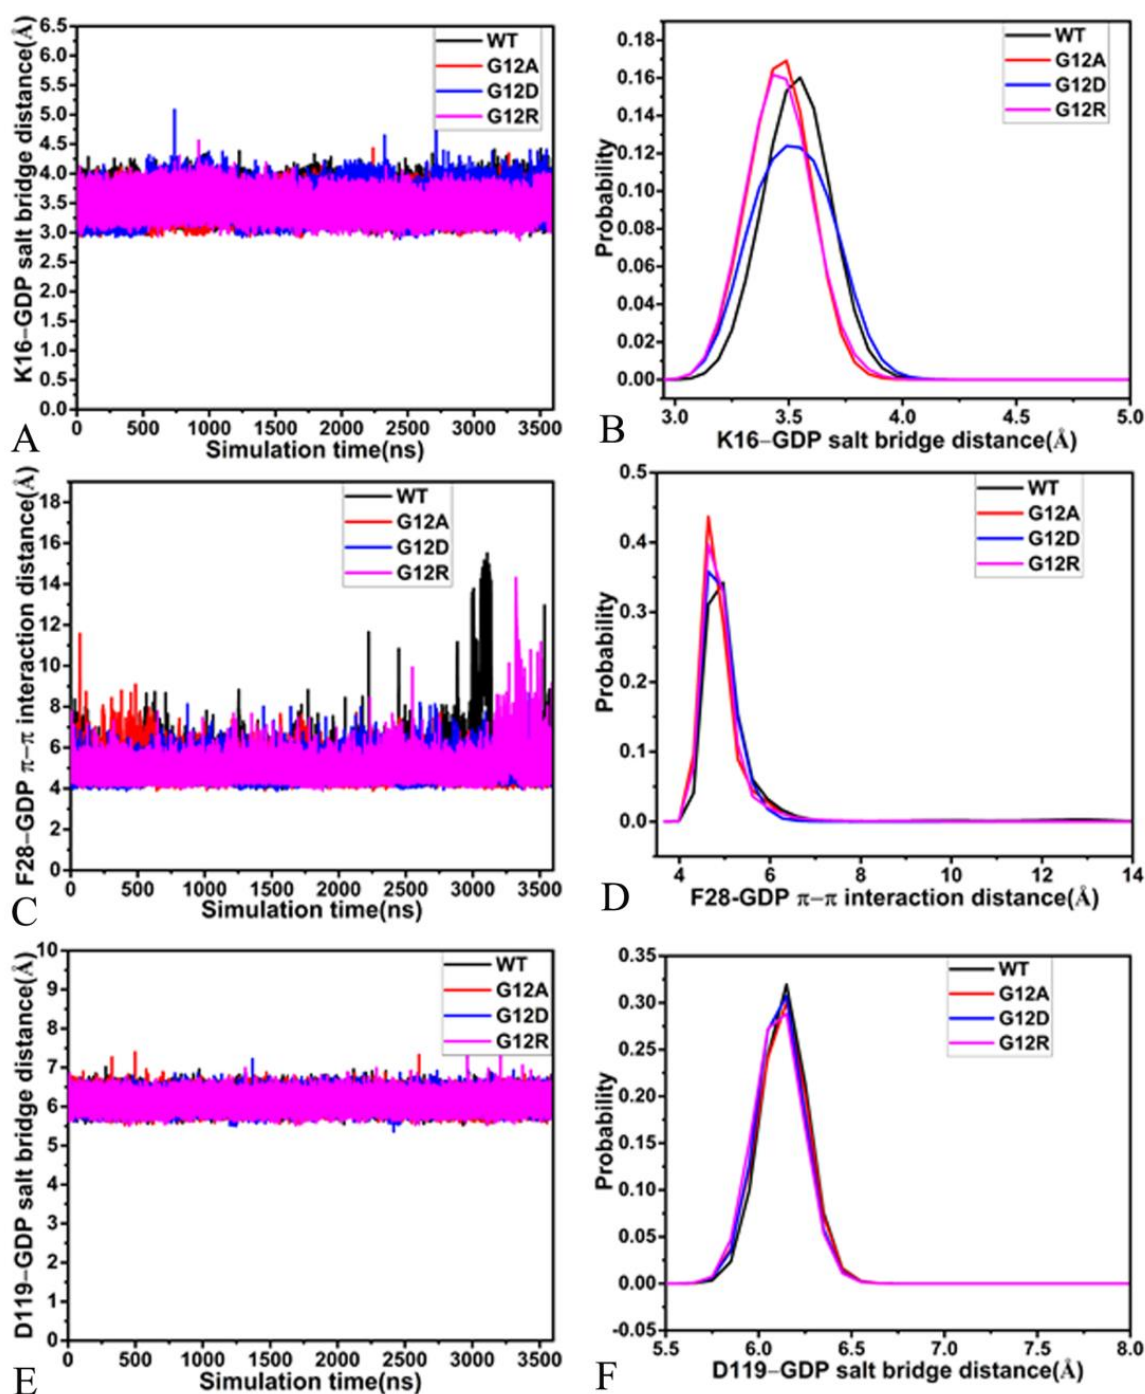 K16−GDP salt bridge distance(Å)
6.5
6.0
5.5
5.0
4.5
4.0
3.5
3.0
2.5
2.0
1.5
1.0
0.5
0.0
WT
G12A
G12D
G12R
0 500 1000 1500 2000 2500 3000 3500
Simulation time(ns)
A
Probability
0.18
0.16
0.14
0.12
0.10
0.08
0.06
0.04
0.02
0.00
WT
G12A
G12D
G12R
3.0 3.5 4.0 4.5 5.0
K16−GDP salt bridge distance(Å)
B
F28−GDP π−π interaction distance(Å)
18
16
14
12
10
8
6
4
2
0
WT
G12A
G12D
G12R
0 500 1000 1500 2000 2500 3000 3500
Simulation time(ns)
C
Probability
0.5
0.4
0.3
0.2
0.1
0.0
WT
G12A
G12D
G12R
4 6 8 10 12 14
F28-GDP π−π interaction distance(Å)
D
D119−GDP salt bridge distance(Å)
10
9
8
7
6
5
4
3
2
1
0
WT
G12A
G12D
G12R
0 500 1000 1500 2000 2500 3000 3500
Simulation time(ns)
E
Probability
0.35
0.30
0.25
0.20
0.15
0.10
0.05
0.00
-0.05
WT
G12A
G12D
G12R
5.5 6.0 6.5 7.0 7.5 8.0
D119−GDP salt bridge distance(Å)
F